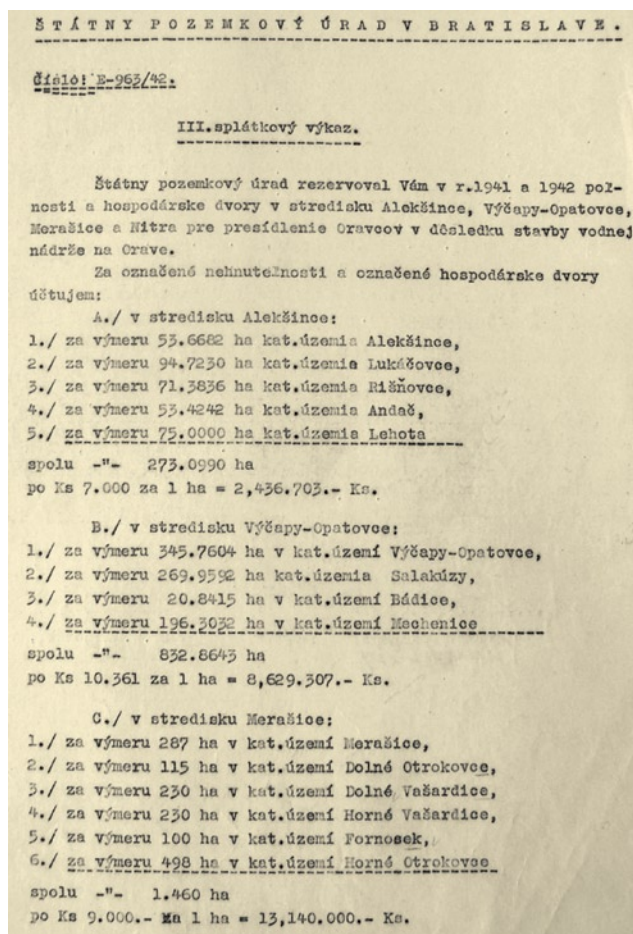 ŠTÁTNY POZEMKOVÝ ÚRAD V BRATISLAVE.
Číslo: E-963/42.
III.splátkový výkaz.
Štátny pozemkový úrad rezervoval Vám v r.1941 a 1942 poľ-
nosti a hospodárske dvory v stredisku Alekšince, Výčapy-Opatovce,
Merašice a Nitra pre presídlenie Oravcov v dôsledku stavby vodnej
nádrže na Orave.
Za označené nehnuteľnosti a označené hospodárske dvory
účtujem:
A./ v stredisku Alekšince:
1./ za výmeru 53.6682 ha kat.územia Alekšince,
2./ za výmeru 94.7230 ha kat.územia Lukáčovce,
3./ za výmeru 71.3836 ha kat.územia Rišňovce,
4./ za výmeru 53.4242 ha kat.územia Andač,
5./ za výmeru 75.0000 ha kat.územia Lehota
spolu -"- 273.0990 ha
po Ks 7.000 za 1 ha = 2,436.703.- Ks.
B./ v stredisku Výčapy-Opatovce:
1./ za výmeru 345.7604 ha v kat.území Výčapy-Opatovce,
2./ za výmeru 269.9592 ha kat.územia Salakúzy,
3./ za výmeru 20.8415 ha v kat.území Bádice,
4./ za výmeru 196.3032 ha v kat.území Mechenice
spolu -"- 832.8643 ha
po Ks 10.361 za 1 ha = 8,629.307.- Ks.
C./ v stredisku Merašice:
1./ za výmeru 287 ha v kat.území Merašice,
2./ za výmeru 115 ha v kat.území Dolné Otrokovce,
3./ za výmeru 230 ha v kat.území Dolné Vašardice,
4./ za výmeru 230 ha v kat.území Horné Vašardice,
5./ za výmeru 100 ha v kat.území Fornosek,
6./ za výmeru 498 ha v kat.území Horné Otrokovce
spolu -"- 1.460 ha
po Ks 9.000.- za 1 ha = 13,140.000.- Ks.